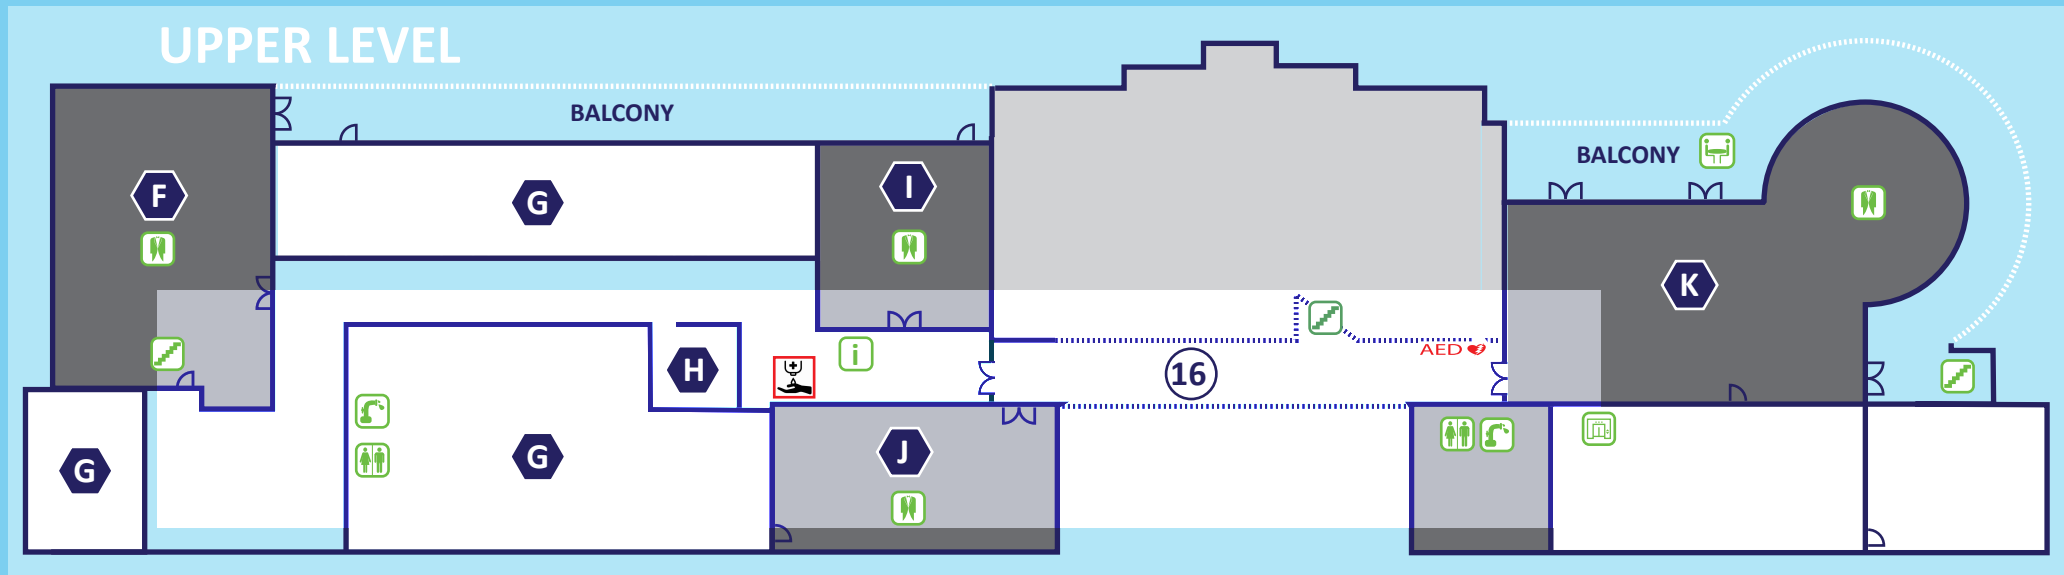 UPPER LEVEL
BALCONY
BALCONY
F
G
I
K
i
H
16
AED
G
G
J